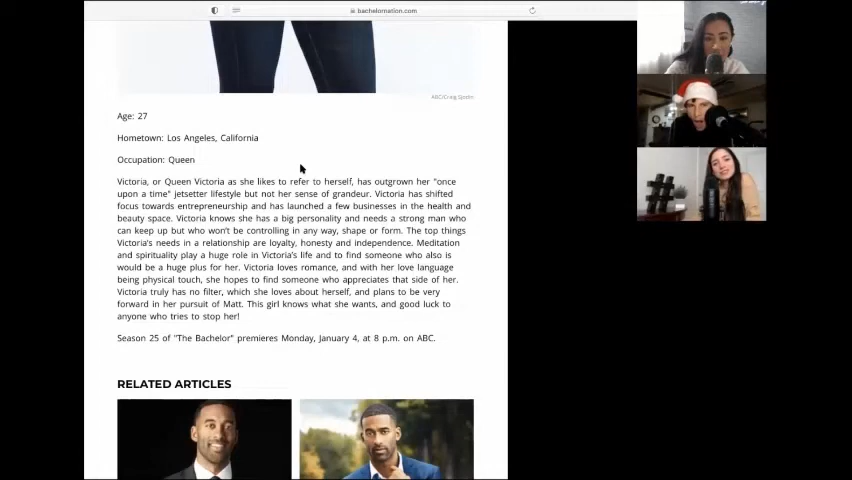 bachelornation.com
ABC/Craig Sjodin
Age: 27
Hometown: Los Angeles, California
Occupation: Queen
Victoria, or Queen Victoria as she likes to refer to herself, has outgrown her "once
upon a time" jetsetter lifestyle but not her sense of grandeur. Victoria has shifted
focus towards entrepreneurship and has launched a few businesses in the health and
beauty space. Victoria knows she has a big personality and needs a strong man who
can keep up but who won't be controlling in any way, shape or form. The top things
Victoria's needs in a relationship are loyalty, honesty and independence. Meditation
and spirituality play a huge role in Victoria's life and to find someone who also is
would be a huge plus for her. Victoria loves romance, and with her love language
being physical touch, she hopes to find someone who appreciates that side of her.
Victoria truly has no filter, which she loves about herself, and plans to be very
forward in her pursuit of Matt. This girl knows what she wants, and good luck to
anyone who tries to stop her!
Season 25 of "The Bachelor" premieres Monday, January 4, at 8 p.m. on ABC.
RELATED ARTICLES